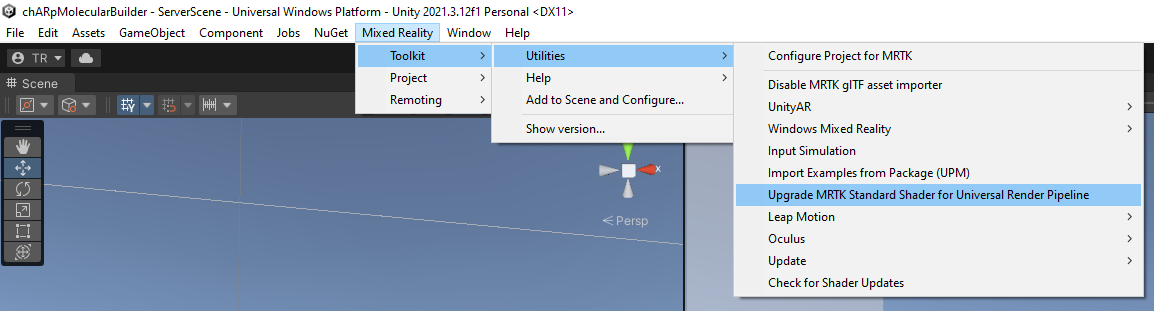 chARpMolecularBuilder - ServerScene - Universal Windows Platform - Unity 2021.3.12f1 Personal <DX11>
File Edit Assets GameObject Component Jobs NuGet Mixed Reality Window Help
TR
Scene
Toolkit
Project
Remoting
Utilities
Help
Add to Scene and Configure...
Show version...
Configure Project for MRTK
Disable MRTK glTF asset importer
UnityAR
Windows Mixed Reality
Input Simulation
Import Examples from Package (UPM)
Upgrade MRTK Standard Shader for Universal Render Pipeline
Leap Motion
Oculus
Update
Check for Shader Updates
x
Persp